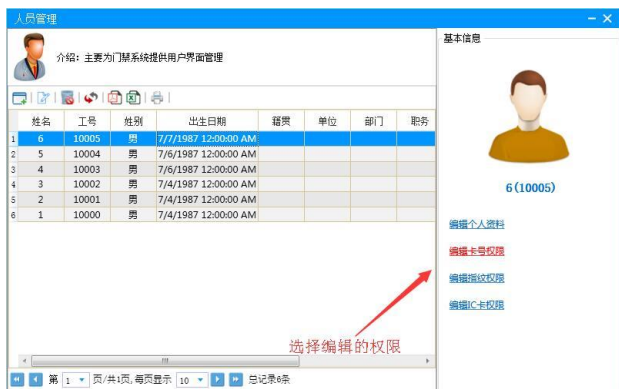 人员管理
介绍：主要为门禁系统提供用户界面管理
姓名 工号 姓别 出生日期 籍贯 单位 部门 职务
1 6 10005 男 7/7/1987 12:00:00 AM
2 5 10004 男 7/6/1987 12:00:00 AM
3 4 10003 男 7/6/1987 12:00:00 AM
4 3 10002 男 7/4/1987 12:00:00 AM
5 2 10001 男 7/4/1987 12:00:00 AM
6 1 10000 男 7/4/1987 12:00:00 AM
选择编辑的权限
第 1 页/共1页,每页显示 10 总记录6条
基本信息
6(10005)
编辑个人资料
编辑卡号权限
编辑指纹权限
编辑IC卡权限